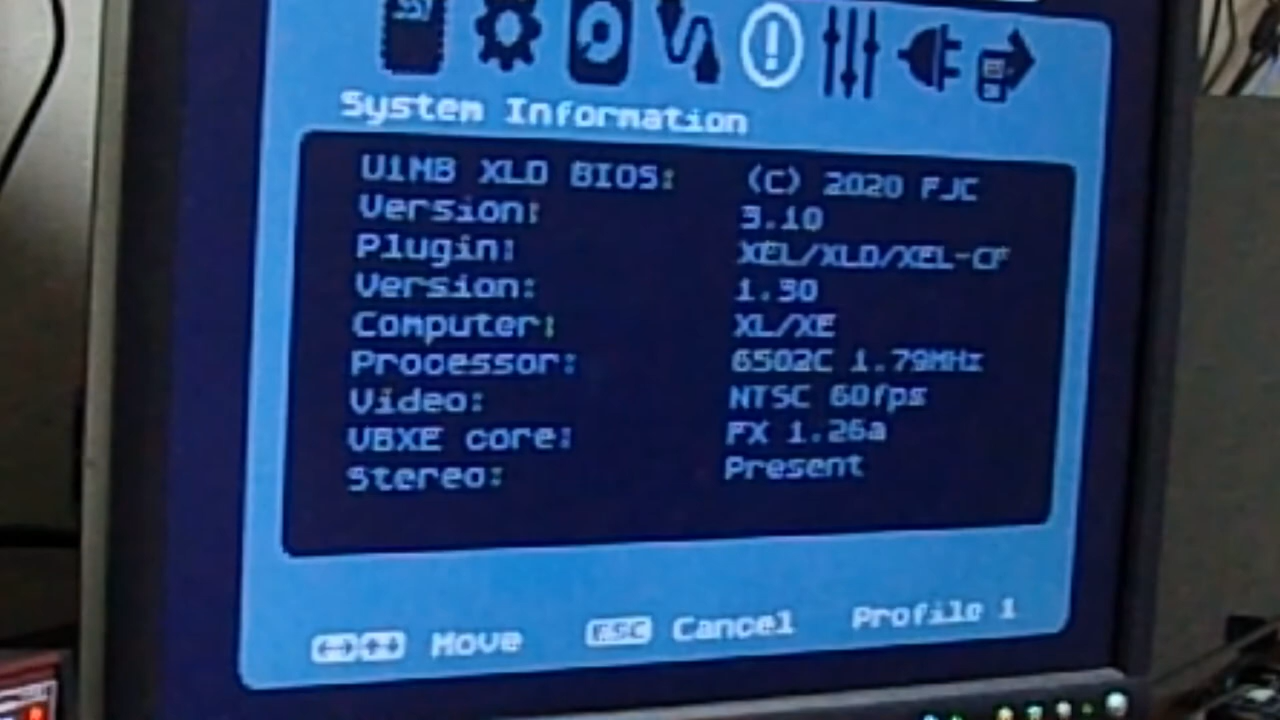 System Information
U1MB XLD BIOS: (C) 2020 FJC
Version: 3.10
Plugin: XEL/XLD/XEL-CF
Version: 1.30
Computer: XL/XE
Processor: 6502C 1.79MHz
Video: NTSC 60fps
VBXE core: FX 1.26a
Stereo: Present
Move ESC Cancel Profile 1